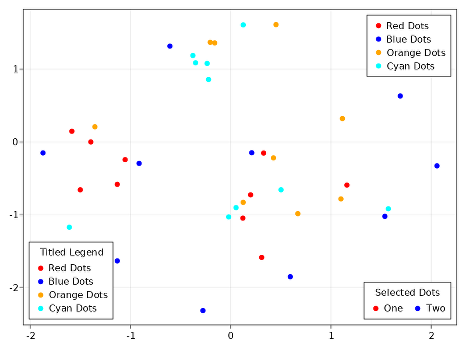 Red Dots
Blue Dots
Orange Dots
Cyan Dots
1
0
-1
-2
Titled Legend
Red Dots
Blue Dots
Orange Dots
Cyan Dots
Selected Dots
One Two
-2 -1 0 1 2